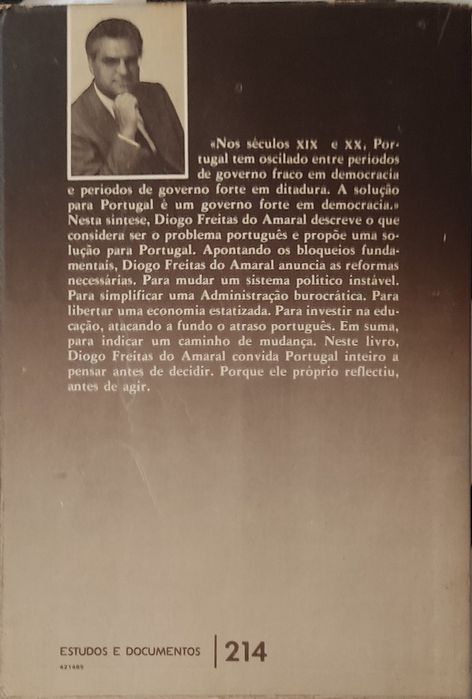 «Nos séculos XIX e XX, Por-
tugal tem oscilado entre períodos
de governo fraco em democracia
e períodos de governo forte em ditadura. A solução
para Portugal é um governo forte em democracia.»
Nesta síntese, Diogo Freitas do Amaral descreve o que
considera ser o problema português e propõe uma so-
lução para Portugal. Apontando os bloqueios funda-
mentais, Diogo Freitas do Amaral anuncia as reformas
necessárias. Para mudar um sistema político instável.
Para simplificar uma Administração burocrática. Para
libertar uma economia estatizada. Para investir na edu-
cação, atacando a fundo o atraso português. Em suma,
para indicar um caminho de mudança. Neste livro,
Diogo Freitas do Amaral convida Portugal inteiro a
pensar antes de decidir. Porque ele próprio reflectiu,
antes de agir.
ESTUDOS E DOCUMENTOS | 214
421485